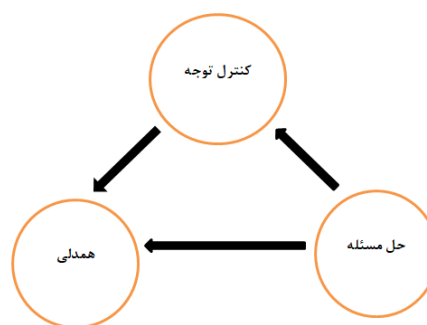 کنترل توجه
حل مسئله
همدلی